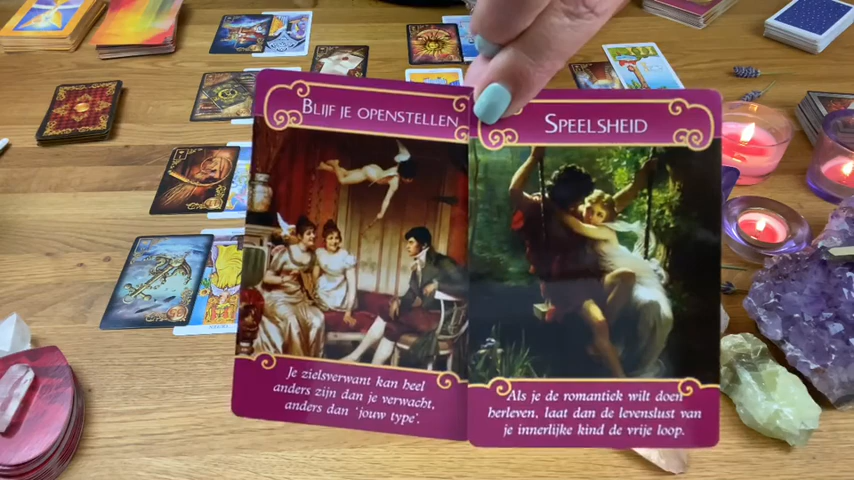 BLIJF JE OPENSTELLEN
Je zielsverwant kan heel
anders zijn dan je verwacht,
anders dan 'jouw type'.
SPEELSHEID
Als je de romantiek wilt doen
herleven, laat dan de levenslust van
je innerlijke kind de vrije loop.